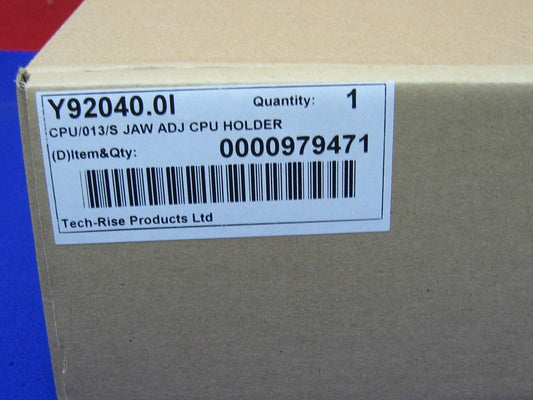 Y92040.0I Quantity: 1
CPU/013/S JAW ADJ CPU HOLDER
(D)Item&Qty: 0000979471
Tech-Rise Products Ltd